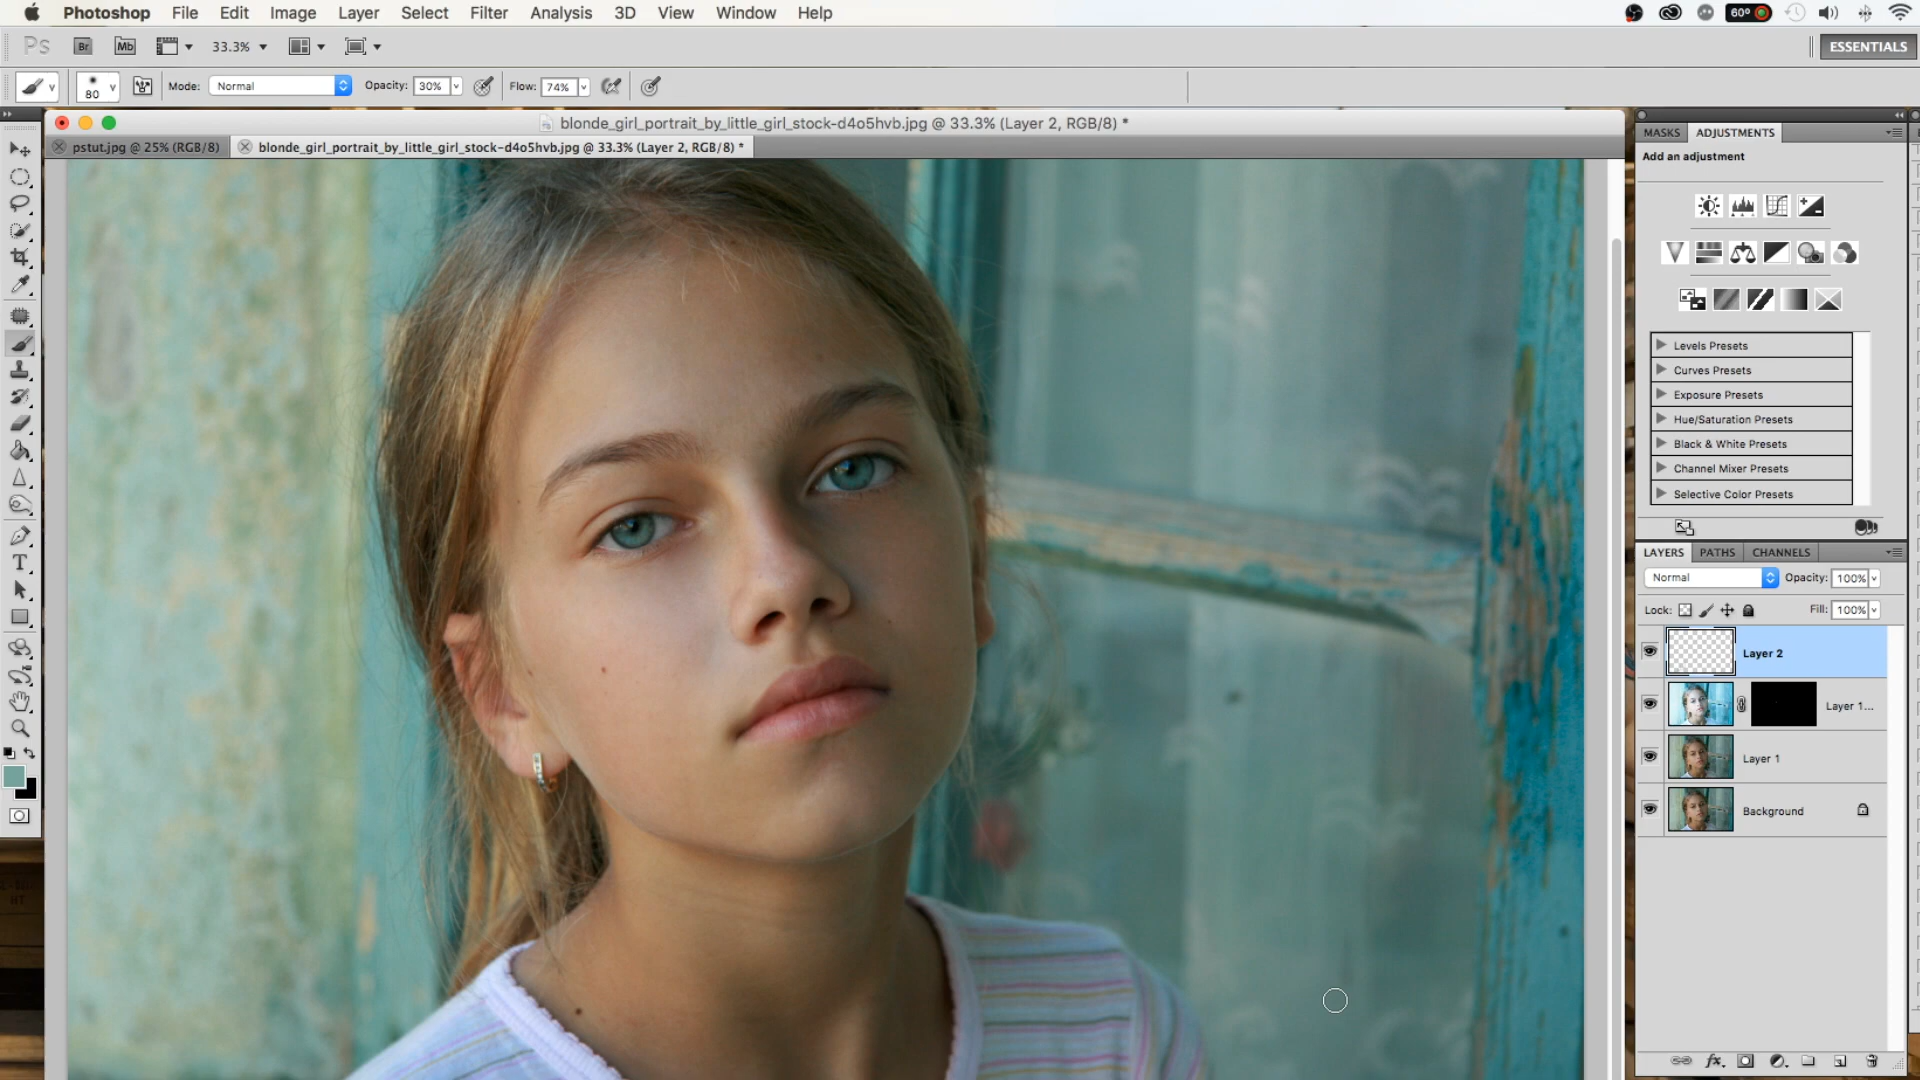 Photoshop File Edit Image Layer Select Filter Analysis 3D View Window Help 60º
Ps Br Mb 33.3% ESSENTIALS
80 Mode: Normal Opacity: 30% Flow: 74%
blonde_girl_portrait_by_little_girl_stock-d4o5hvb.jpg @ 33.3% (Layer 2, RGB/8) *
pstut.jpg @ 25% (RGB/8) blonde_girl_portrait_by_little_girl_stock-d4o5hvb.jpg @ 33.3% (Layer 2, RGB/8) *
MASKS ADJUSTMENTS
Add an adjustment
Levels Presets
Curves Presets
Exposure Presets
Hue/Saturation Presets
Black & White Presets
Channel Mixer Presets
Selective Color Presets
LAYERS PATHS CHANNELS
Normal Opacity: 100%
Lock: Fill: 100%
Layer 2
Layer 1...
Layer 1
Background